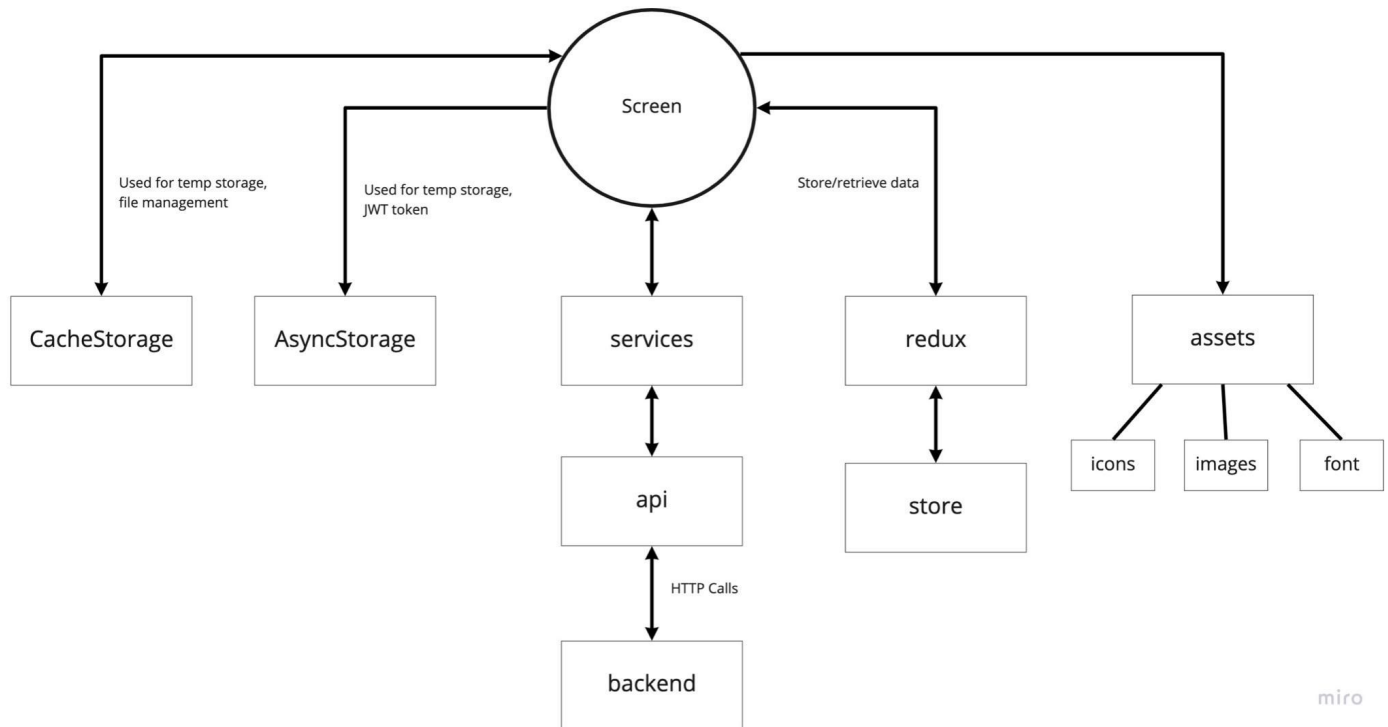 Screen
Used for temp storage,
file management
Used for temp storage,
JWT token
Store/retrieve data
CacheStorage
AsyncStorage
services
redux
assets
icons
images
font
api
store
HTTP Calls
backend
miro